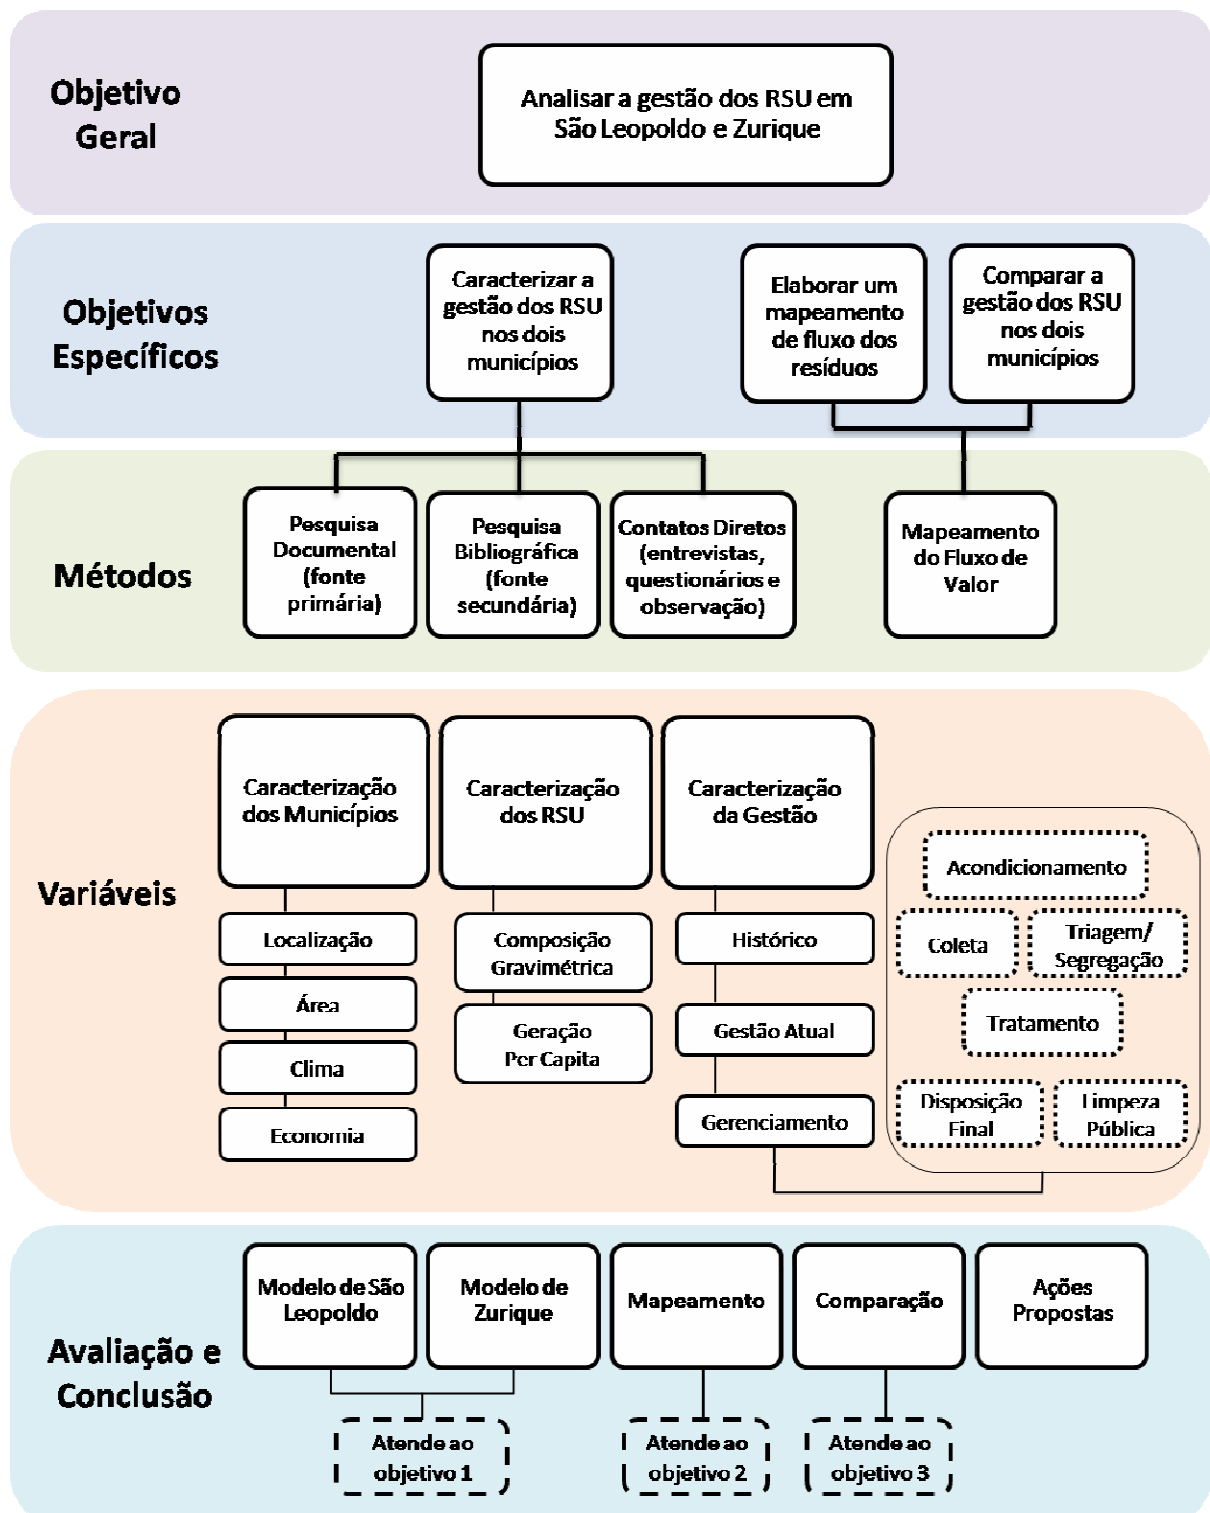 Objetivo
Geral
Analisar a gestão dos RSU em
São Leopoldo e Zurique
Objetivos
Específicos
Caracterizar a
gestão dos RSU
nos dois
municípios
Elaborar um
mapeamento
de fluxo dos
resíduos
Comparar a
gestão dos RSU
nos dois
municípios
Métodos
Pesquisa
Documental
(fonte
primária)
Pesquisa
Bibliográfica
(fonte
secundária)
Contatos Diretos
(entrevistas,
questionários e
observação)
Mapeamento
do Fluxo de
Valor
Variáveis
Caracterização
dos Municípios
Localização
Área
Clima
Economia
Caracterização
dos RSU
Composição
Gravimétrica
Geração
Per Capita
Caracterização
da Gestão
Histórico
Gestão Atual
Gerenciamento
Acondicionamento
Coleta
Triagem/
Segregação
Tratamento
Disposição
Final
Limpeza
Pública
Avaliação e
Conclusão
Modelo de São
Leopoldo
Modelo de
Zurique
Mapeamento
Comparação
Ações
Propostas
Atende ao
objetivo 1
Atende ao
objetivo 2
Atende ao
objetivo 3